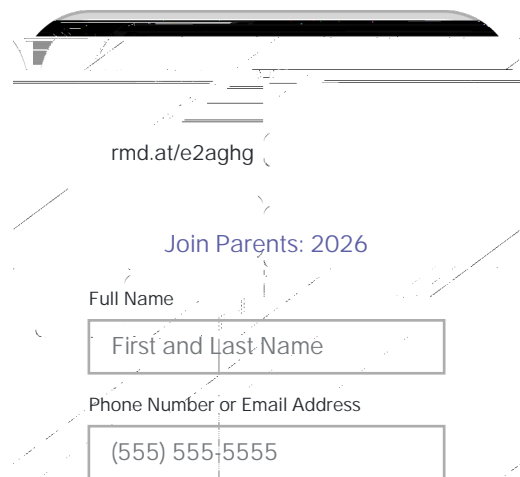 rmd.at/e2aghg
Join Parents: 2026
Full Name
First and Last Name
Phone Number or Email Address
(555) 555-5555